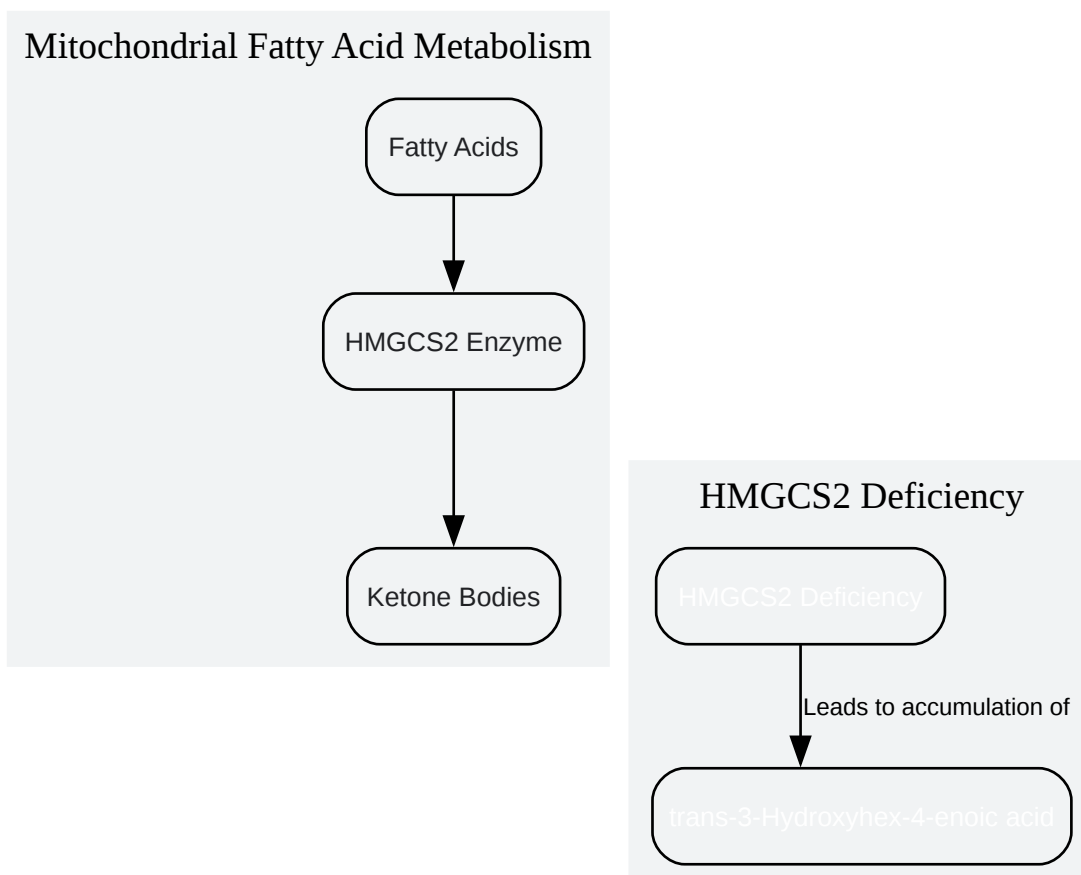 Mitochondrial Fatty Acid Metabolism
Fatty Acids
HMGCS2 Enzyme
Ketone Bodies
HMGCS2 Deficiency
HMGCS2 Deficiency
Leads to accumulation of
trans-3-Hydroxyhex-4-enoic acid